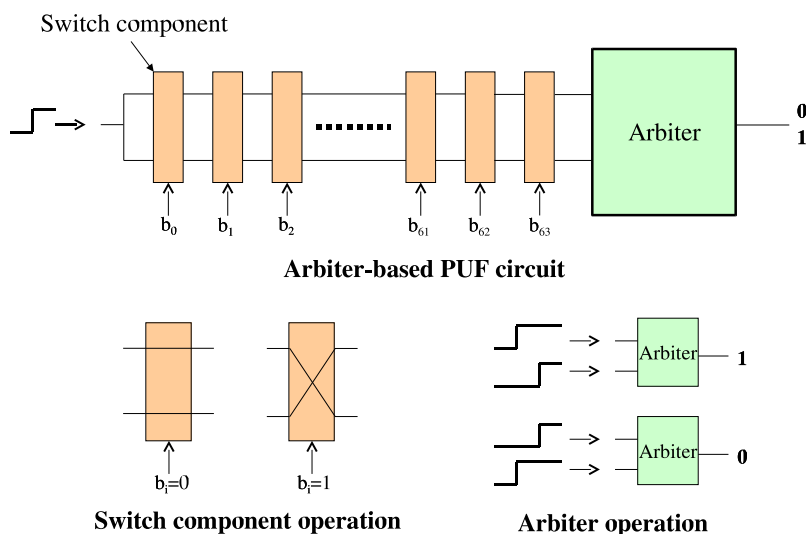 Switch component
0
Arbiter
1
b0 b1 b2 b61 b62 b63
Arbiter-based PUF circuit
Arbiter 1
Arbiter 0
bi=0 bi=1
Switch component operation
Arbiter operation